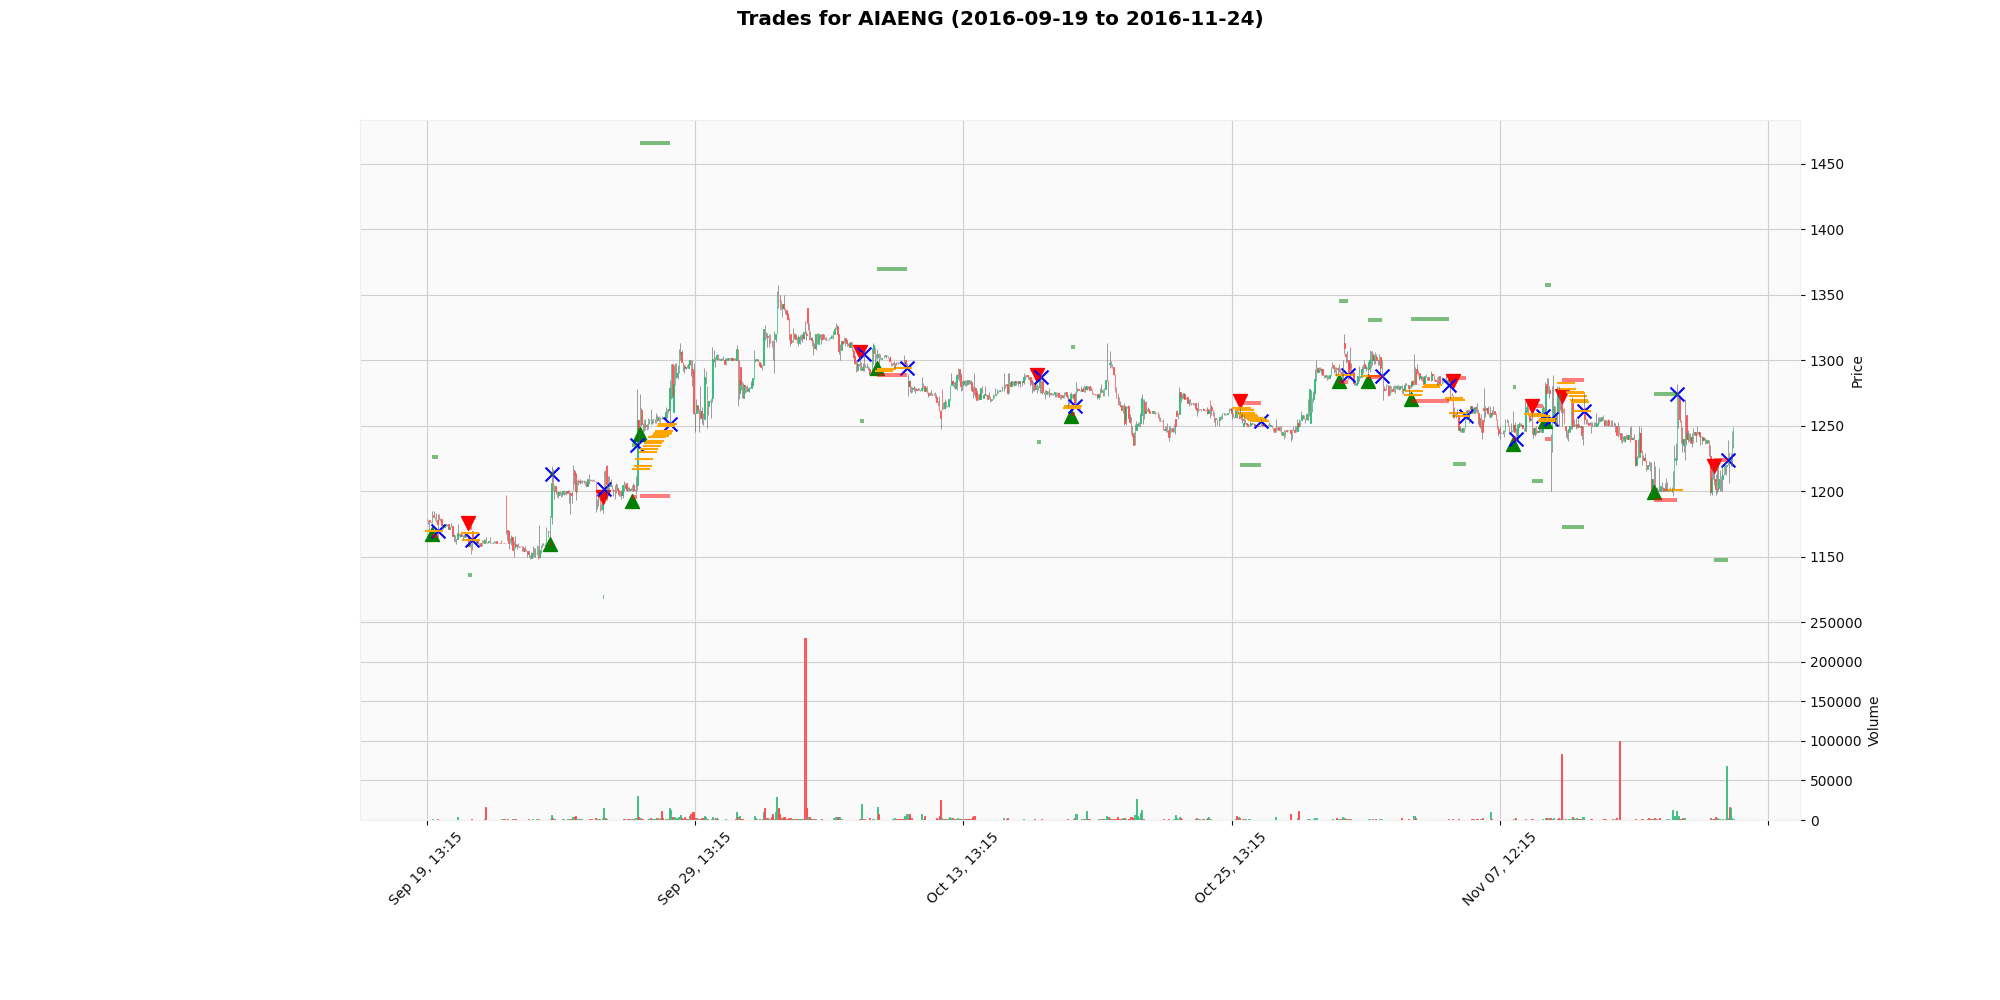 Trades for AIAENG (2016-09-19 to 2016-11-24)
1450
1400
1350
1300
1250
1200
1150
Price
250000
200000
150000
100000
50000
0
Volume
Sep 19, 13:15
Sep 29, 13:15
Oct 13, 13:15
Oct 25, 13:15
Nov 07, 12:15